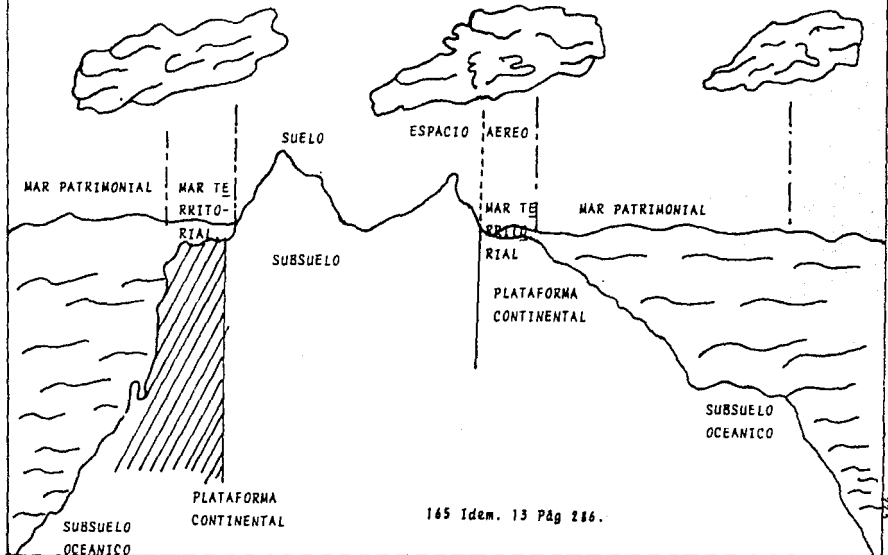 SUELO
ESPACIO AEREO
MAR PATRIMONIAL
MAR TE
RRITO-
RIAL
MAR TE
RRITO
RIAL
MAR PATRIMONIAL
SUBSUELO
PLATAFORMA
CONTINENTAL
SUBSUELO
OCEANICO
PLATAFORMA
CONTINENTAL
SUBSUELO
OCEANICO
165 Idem. 13 Pág 286.